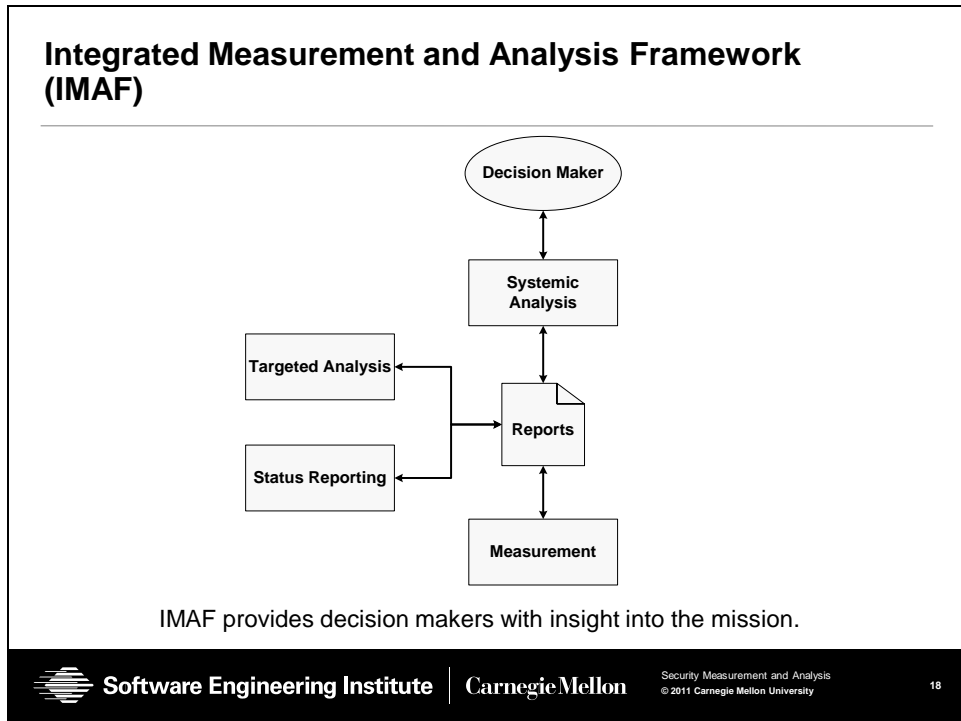 Integrated Measurement and Analysis Framework
(IMAF)
Decision Maker
Systemic
Analysis
Targeted Analysis
Reports
Status Reporting
Measurement
IMAF provides decision makers with insight into the mission.
Software Engineering Institute
Carnegie Mellon
Security Measurement and Analysis
© 2011 Carnegie Mellon University
18